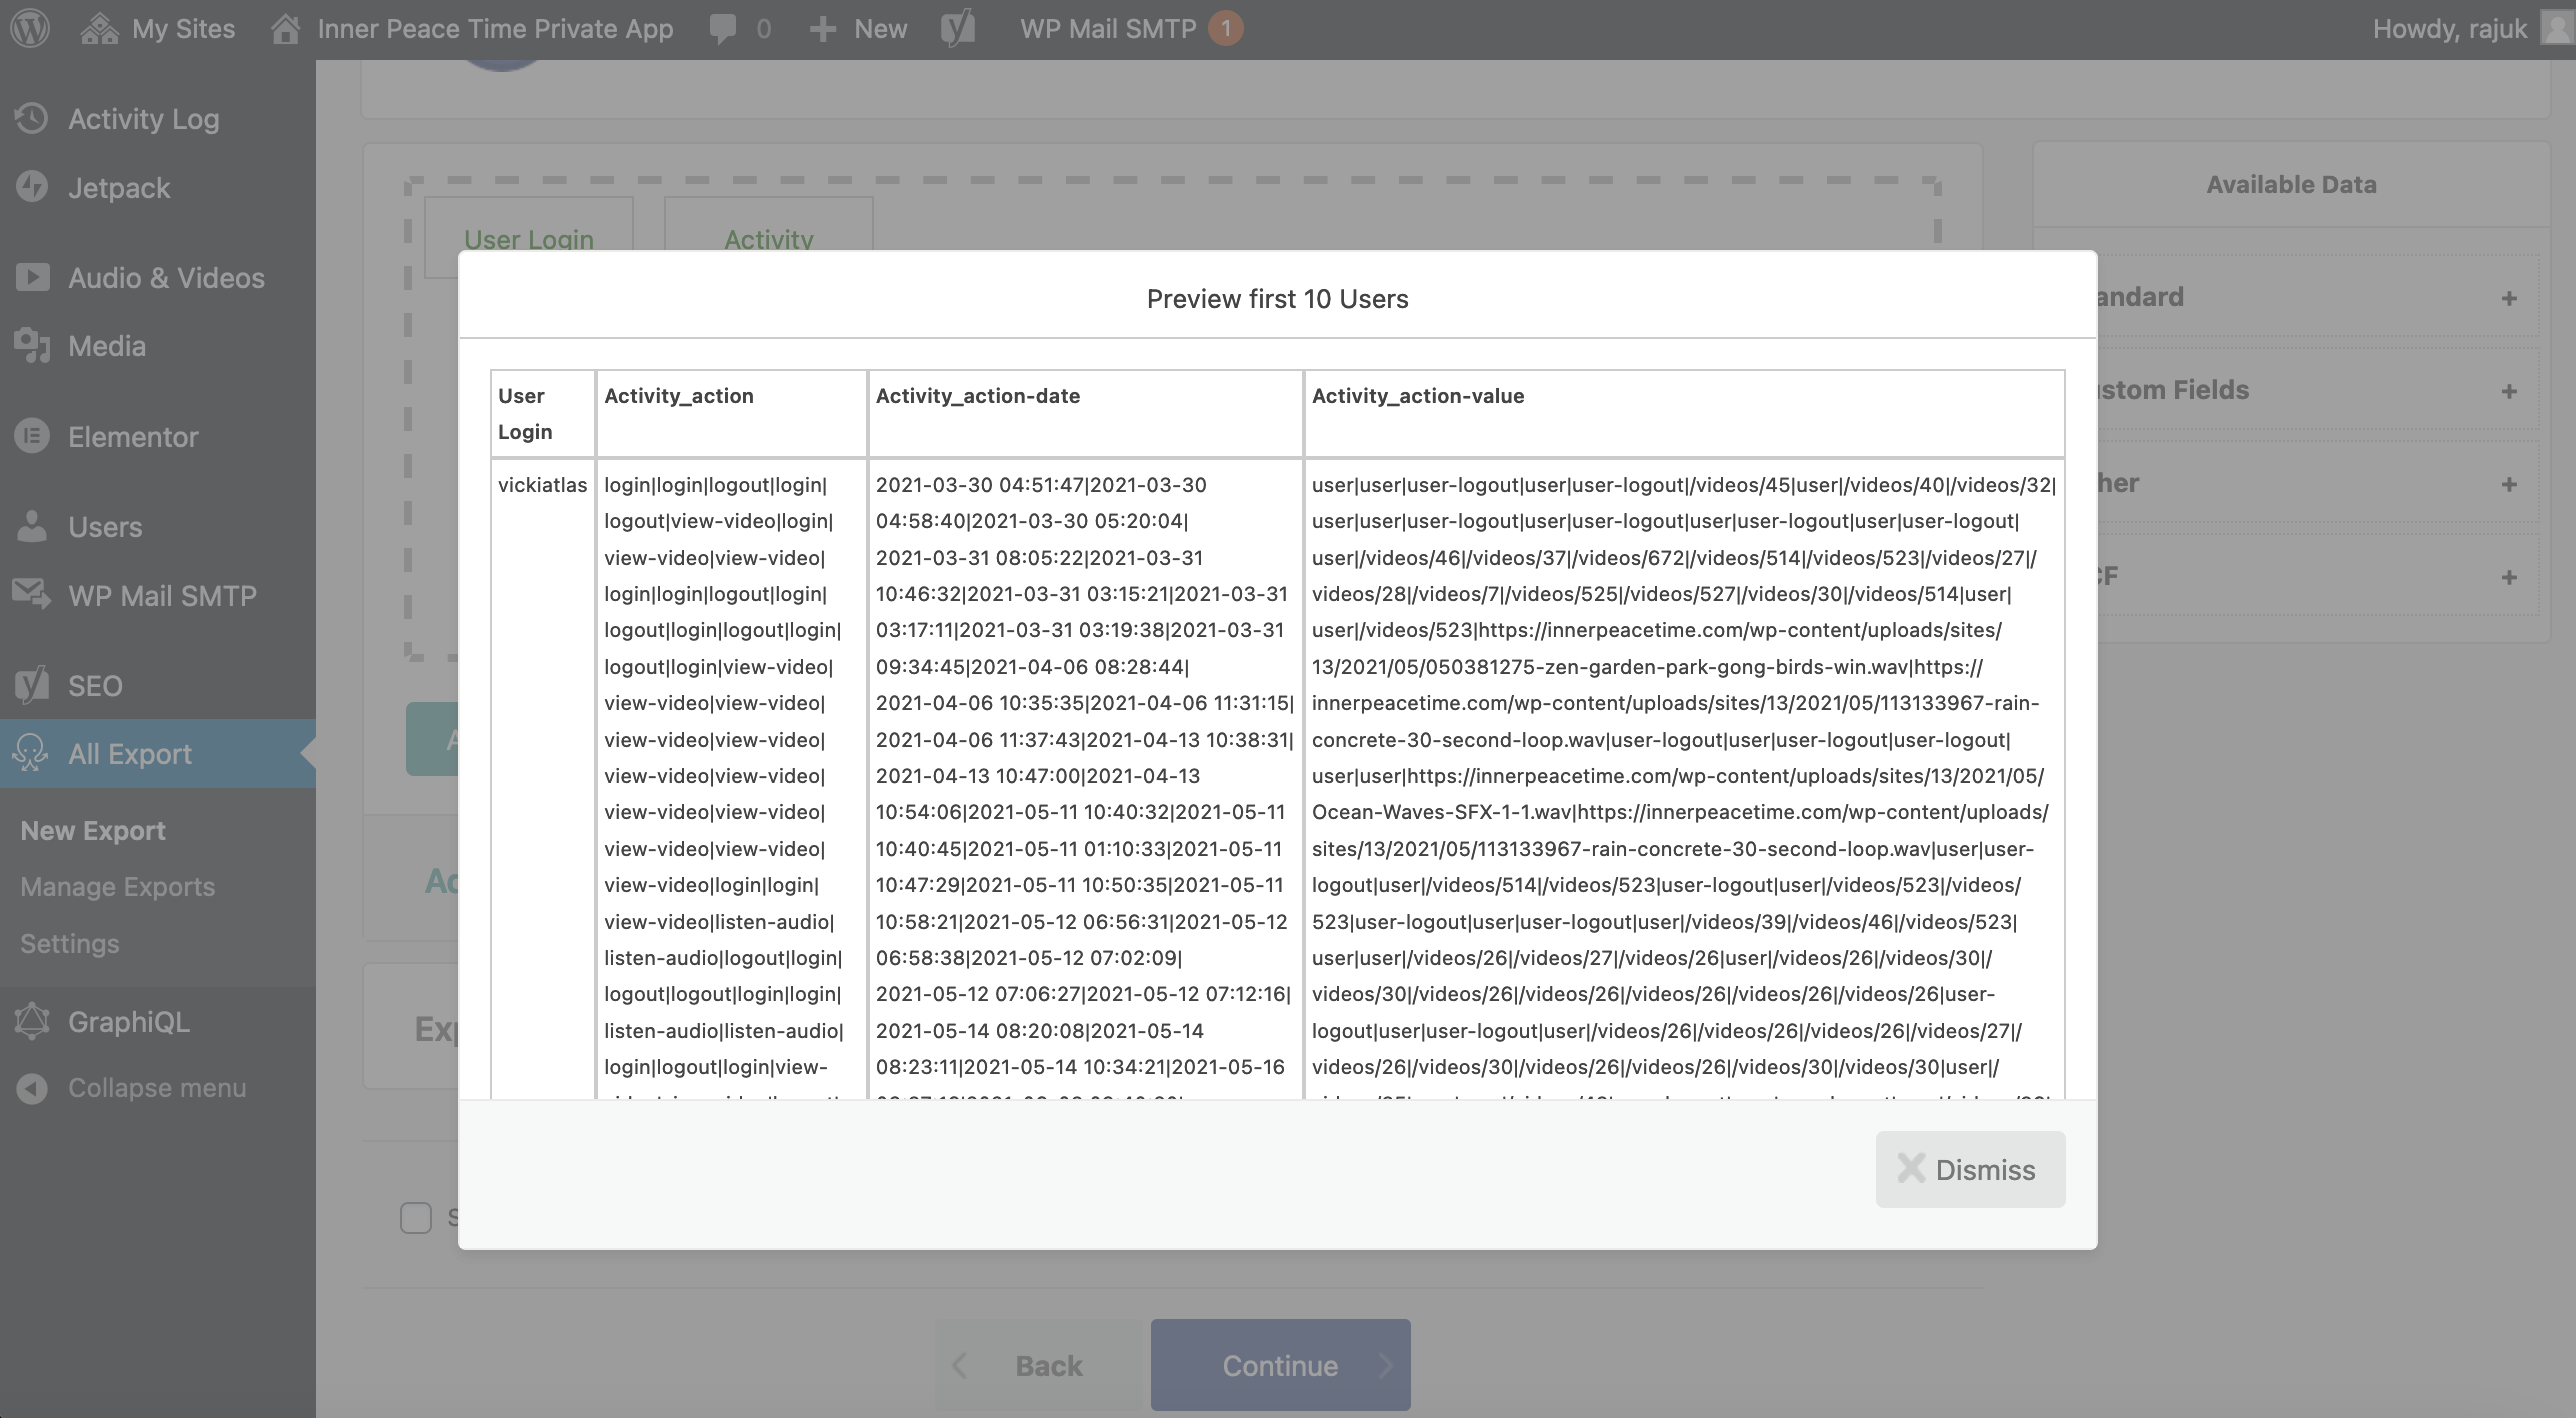 My Sites
Inner Peace Time Private App
0
New
WP Mail SMTP 1
Howdy, rajuk
Activity Log
Jetpack
Audio & Videos
Media
Elementor
Users
WP Mail SMTP
SEO
All Export
New Export
Manage Exports
Settings
GraphiQL
Collapse menu
User Login
Activity
Available Data
andard
stom Fields
her
CF
Preview first 10 Users
User
Login
Activity_action
Activity_action-date
Activity_action-value
vickiatlas
login|login|logout|login|
logout|view-video|login|
view-video|view-video|
login|login|logout|login|
logout|login|logout|login|
logout|login|view-video|
view-video|view-video|
view-video|view-video|
view-video|view-video|
view-video|view-video|
view-video|view-video|
view-video|login|login|
view-video|listen-audio|
listen-audio|logout|login|
logout|logout|login|login|
listen-audio|listen-audio|
login|logout|login|view-
2021-03-30 04:51:47|2021-03-30
04:58:40|2021-03-30 05:20:04|
2021-03-31 08:05:22|2021-03-31
10:46:32|2021-03-31 03:15:21|2021-03-31
03:17:11|2021-03-31 03:19:38|2021-03-31
09:34:45|2021-04-06 08:28:44|
2021-04-06 10:35:35|2021-04-06 11:31:15|
2021-04-06 11:37:43|2021-04-13 10:38:31|
2021-04-13 10:47:00|2021-04-13
10:54:06|2021-05-11 10:40:32|2021-05-11
10:40:45|2021-05-11 01:10:33|2021-05-11
10:47:29|2021-05-11 10:50:35|2021-05-11
10:58:21|2021-05-12 06:56:31|2021-05-12
06:58:38|2021-05-12 07:02:09|
2021-05-12 07:06:27|2021-05-12 07:12:16|
2021-05-14 08:20:08|2021-05-14
08:23:11|2021-05-14 10:34:21|2021-05-16
user|user|user-logout|user|user-logout|/videos/45|user|/videos/40|/videos/32|
user|user|user-logout|user|user-logout|user|user-logout|user|user-logout|
user|/videos/46|/videos/37|/videos/672|/videos/514|/videos/523|/videos/27|/
videos/28|/videos/7|/videos/525|/videos/527|/videos/30|/videos/514|user|
user|/videos/523|https://innerpeacetime.com/wp-content/uploads/sites/
13/2021/05/050381275-zen-garden-park-gong-birds-win.wav|https://
innerpeacetime.com/wp-content/uploads/sites/13/2021/05/113133967-rain-
concrete-30-second-loop.wav|user-logout|user|user-logout|user-logout|
user|user|https://innerpeacetime.com/wp-content/uploads/sites/13/2021/05/
Ocean-Waves-SFX-1-1.wav|https://innerpeacetime.com/wp-content/uploads/
sites/13/2021/05/113133967-rain-concrete-30-second-loop.wav|user|user-
logout|user|/videos/514|/videos/523|user-logout|user|/videos/523|/videos/
523|user-logout|user|user-logout|user|/videos/39|/videos/46|/videos/523|
user|user|/videos/26|/videos/27|/videos/26|user|/videos/26|/videos/30|/
videos/30|/videos/26|/videos/26|/videos/26|/videos/26|/videos/26|user-
logout|user|user-logout|user|/videos/26|/videos/26|/videos/26|/videos/27|/
videos/26|/videos/30|/videos/26|/videos/26|/videos/30|/videos/30|user|/
Dismiss
Back
Continue